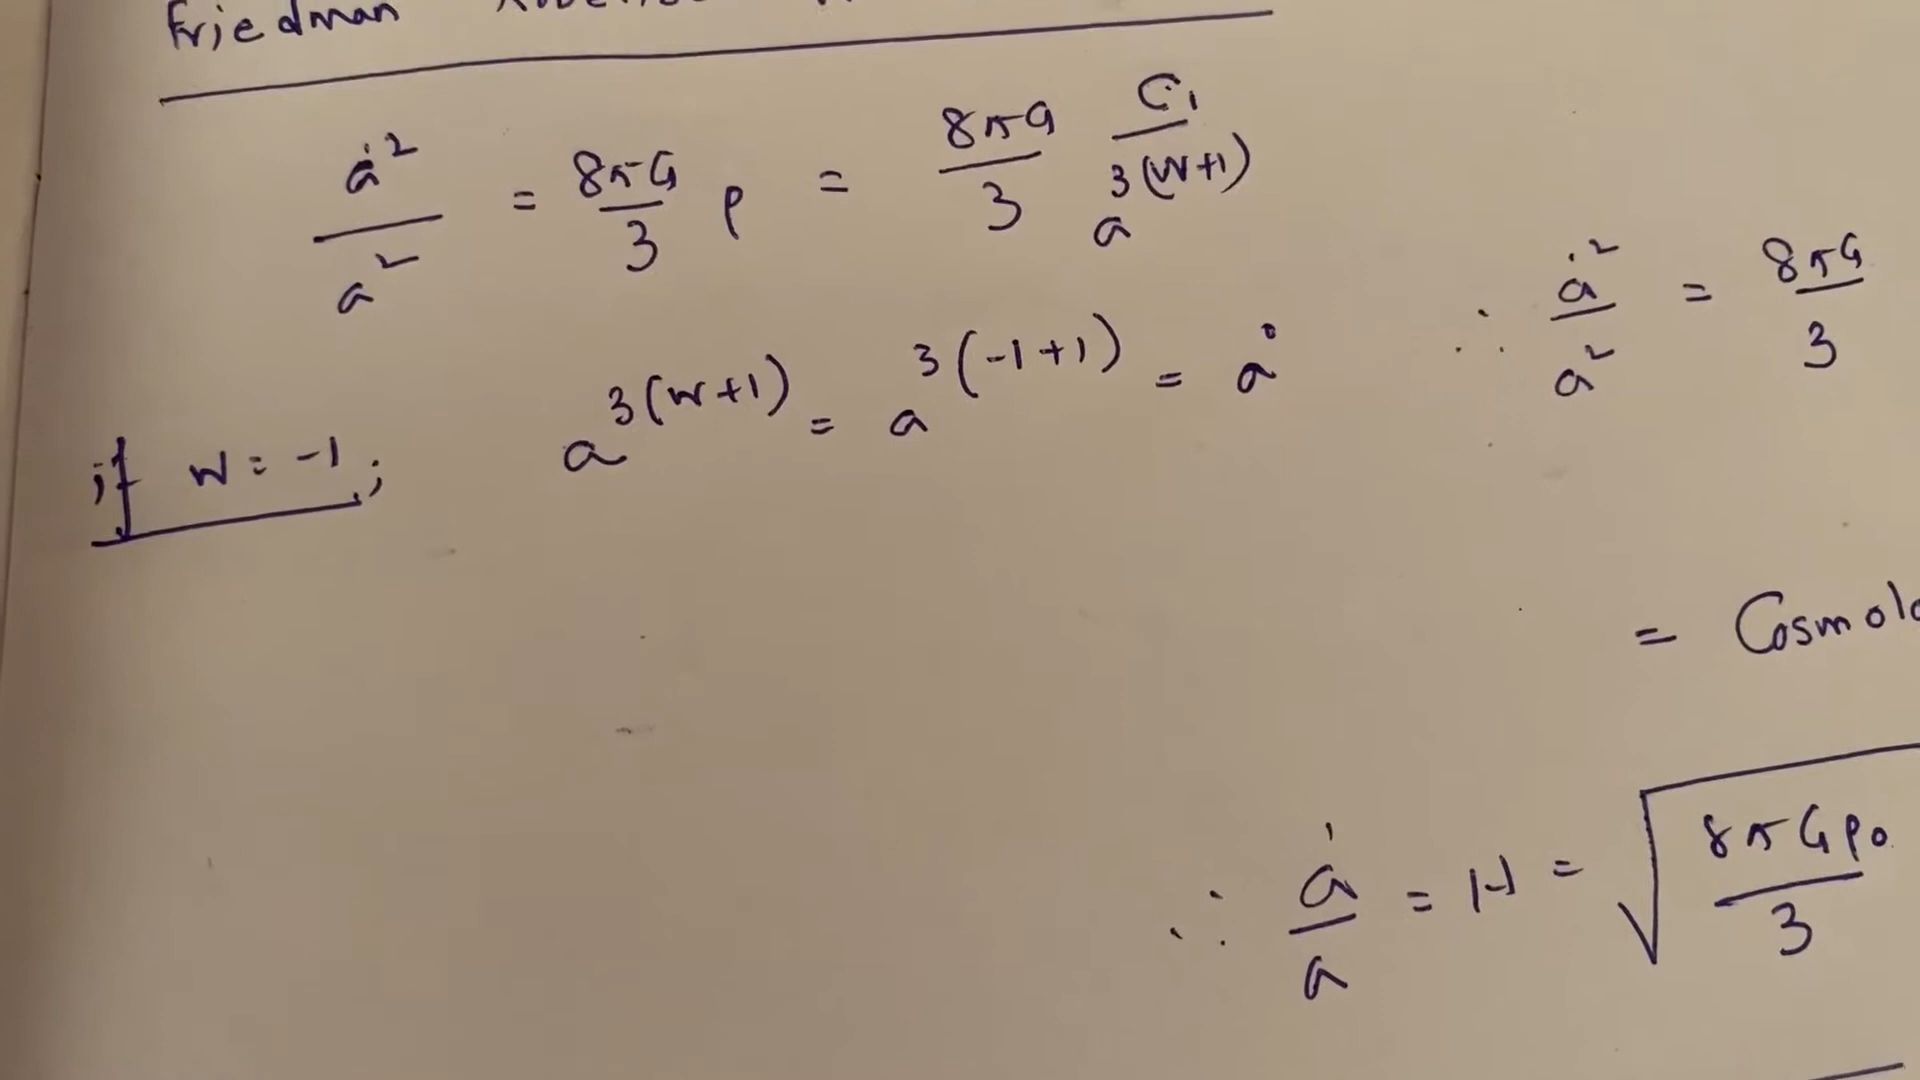 Friedman
ȧ²/a² = 8πG/3 ρ = 8πG/3 C₁/a^3(W+1)
if W = -1; a^3(W+1) = a^3(-1+1) = a° ∴ ȧ²/a² = 8πG/3
= Cosmolo
∴ ȧ/a = H = √(8πGρ₀/3)